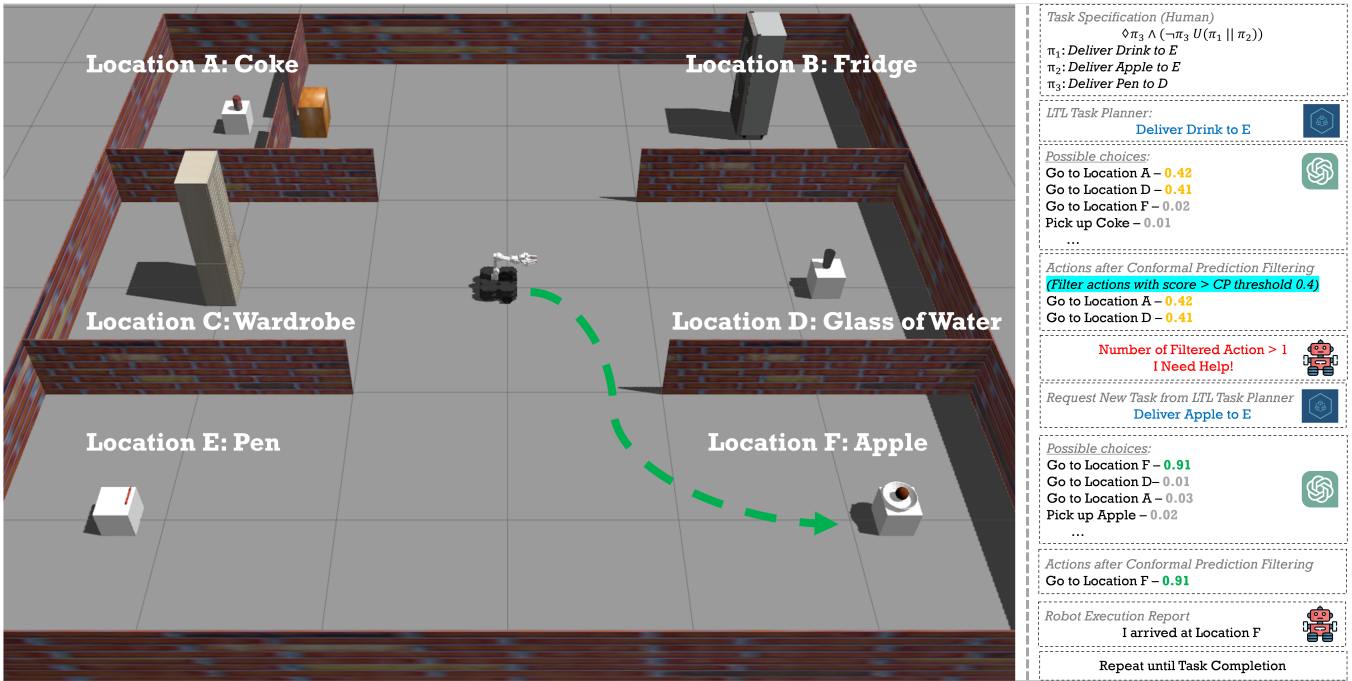 Location A: Coke
Location B: Fridge
Location C: Wardrobe
Location D: Glass of Water
Location E: Pen
Location F: Apple
Task Specification (Human)
◊π₃ ∧ (¬π₃ U(π₁ || π₂))
π₁: Deliver Drink to E
π₂: Deliver Apple to E
π₃: Deliver Pen to D
LTL Task Planner:
Deliver Drink to E
Possible choices:
Go to Location A – 0.42
Go to Location D – 0.41
Go to Location F – 0.02
Pick up Coke – 0.01
...
Actions after Conformal Prediction Filtering
(Filter actions with score > CP threshold 0.4)
Go to Location A – 0.42
Go to Location D – 0.41
Number of Filtered Action > 1
I Need Help!
Request New Task from LTL Task Planner
Deliver Apple to E
Possible choices:
Go to Location F – 0.91
Go to Location D– 0.01
Go to Location A – 0.03
Pick up Apple – 0.02
...
Actions after Conformal Prediction Filtering
Go to Location F – 0.91
Robot Execution Report
I arrived at Location F
Repeat until Task Completion